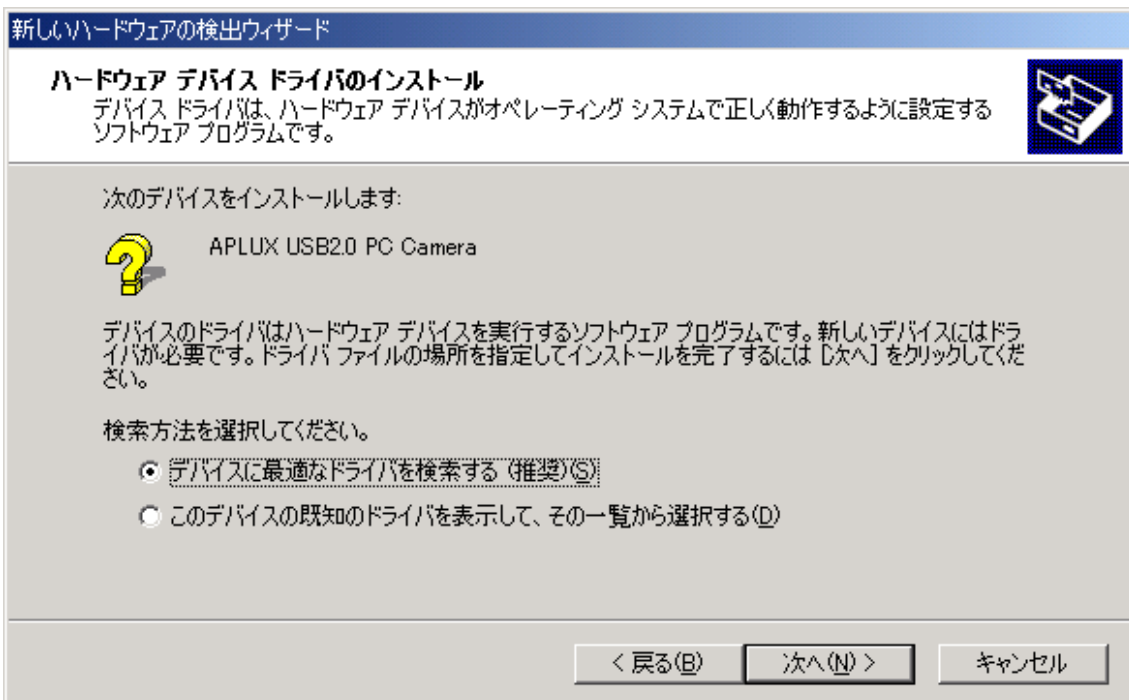 新しいハードウェアの検出ウィザード
ハードウェア デバイス ドライバのインストール
デバイス ドライバは、ハードウェア デバイスがオペレーティング システムで正しく動作するように設定する
ソフトウェア プログラムです。
次のデバイスをインストールします:
APLUX USB2.0 PC Camera
デバイスのドライバはハードウェア デバイスを実行するソフトウェア プログラムです。新しいデバイスにはドラ
イバが必要です。ドライバ ファイルの場所を指定してインストールを完了するには [次へ] をクリックしてくだ
さい。
検索方法を選択してください。
デバイスに最適なドライバを検索する (推奨)(S)
このデバイスの既知のドライバを表示して、その一覧から選択する(D)
< 戻る(B) 次へ(N) > キャンセル